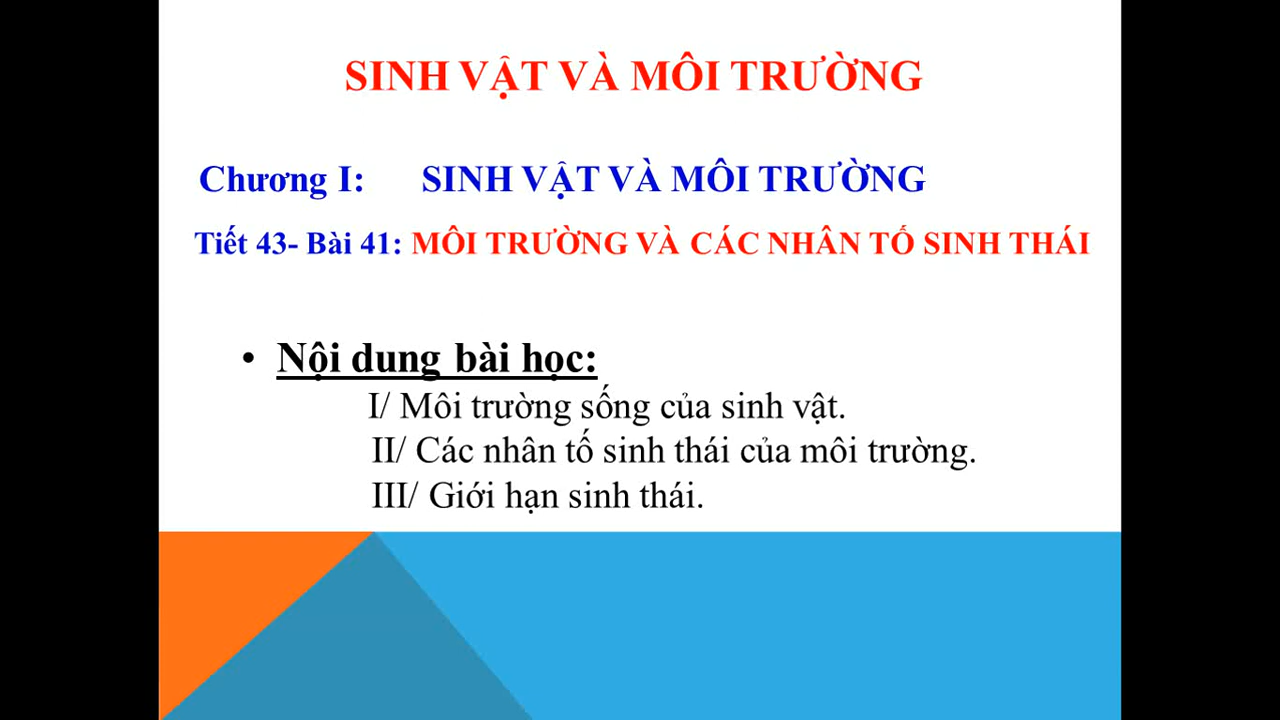 SINH VẬT VÀ MÔI TRƯỜNG
Chương I: SINH VẬT VÀ MÔI TRƯỜNG
Tiết 43- Bài 41: MÔI TRƯỜNG VÀ CÁC NHÂN TỐ SINH THÁI
• Nội dung bài học:
I/ Môi trường sống của sinh vật.
II/ Các nhân tố sinh thái của môi trường.
III/ Giới hạn sinh thái.